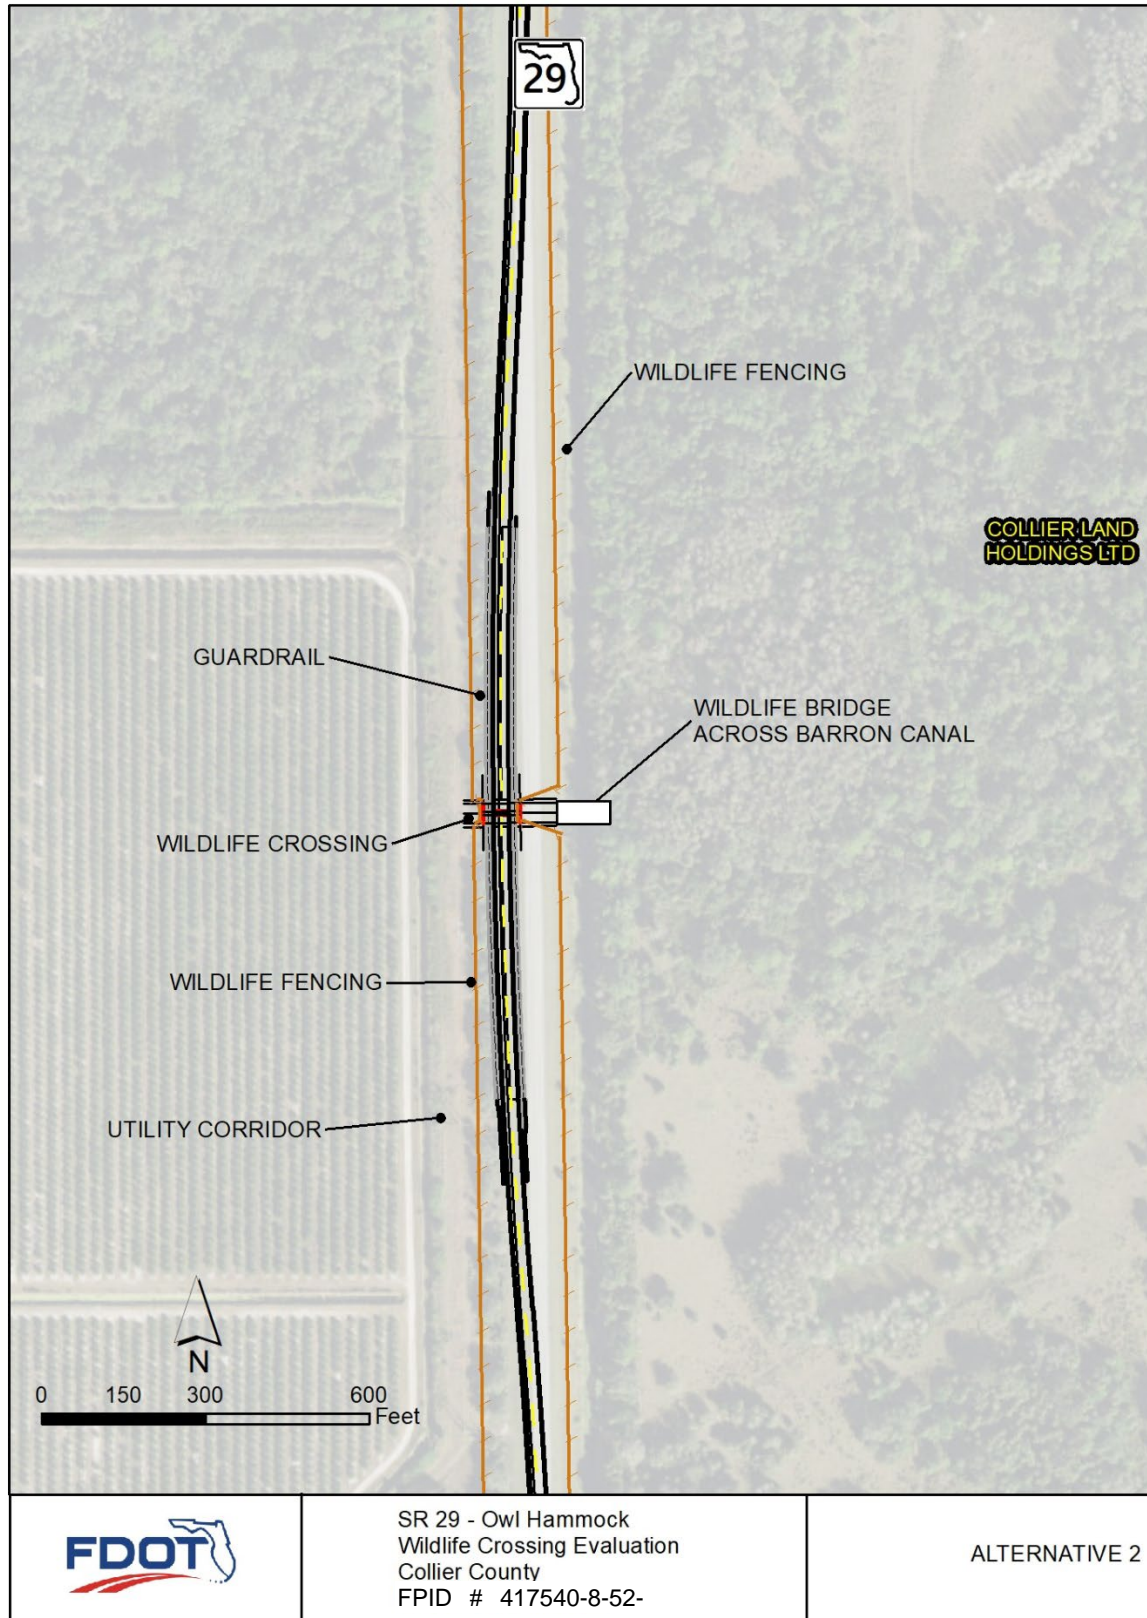 29
WILDLIFE FENCING
COLLIER LAND
HOLDINGS LTD
GUARDRAIL
WILDLIFE BRIDGE
ACROSS BARRON CANAL
WILDLIFE CROSSING
WILDLIFE FENCING
UTILITY CORRIDOR
N
0 150 300 600
Feet
FDOT
SR 29 - Owl Hammock
Wildlife Crossing Evaluation
Collier County
FPID # 417540-8-52-
ALTERNATIVE 2